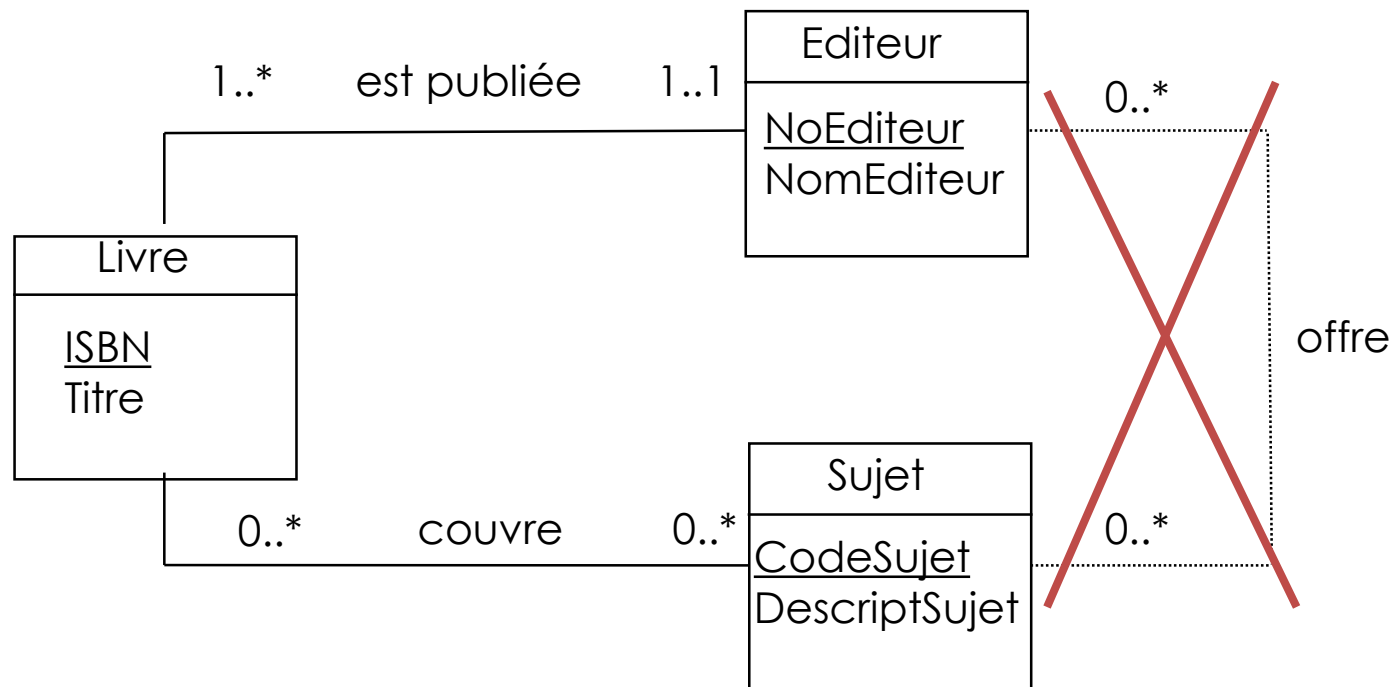 Editeur
1..* est publiée 1..1
0..*
NoEditeur
NomEditeur
Livre
ISBN
Titre
offre
Sujet
0..* couvre 0..*
0..*
CodeSujet
DescriptSujet